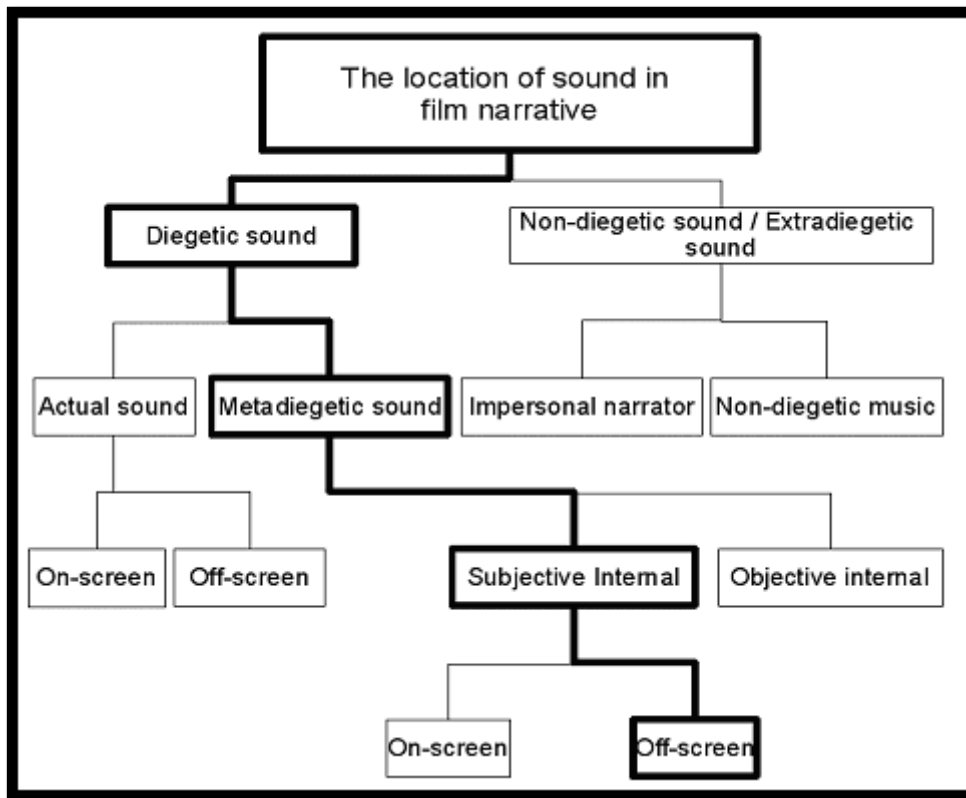 The location of sound in
film narrative
Diegetic sound
Non-diegetic sound / Extradiegetic
sound
Actual sound
Metadiegetic sound
Impersonal narrator
Non-diegetic music
On-screen
Off-screen
Subjective Internal
Objective internal
On-screen
Off-screen